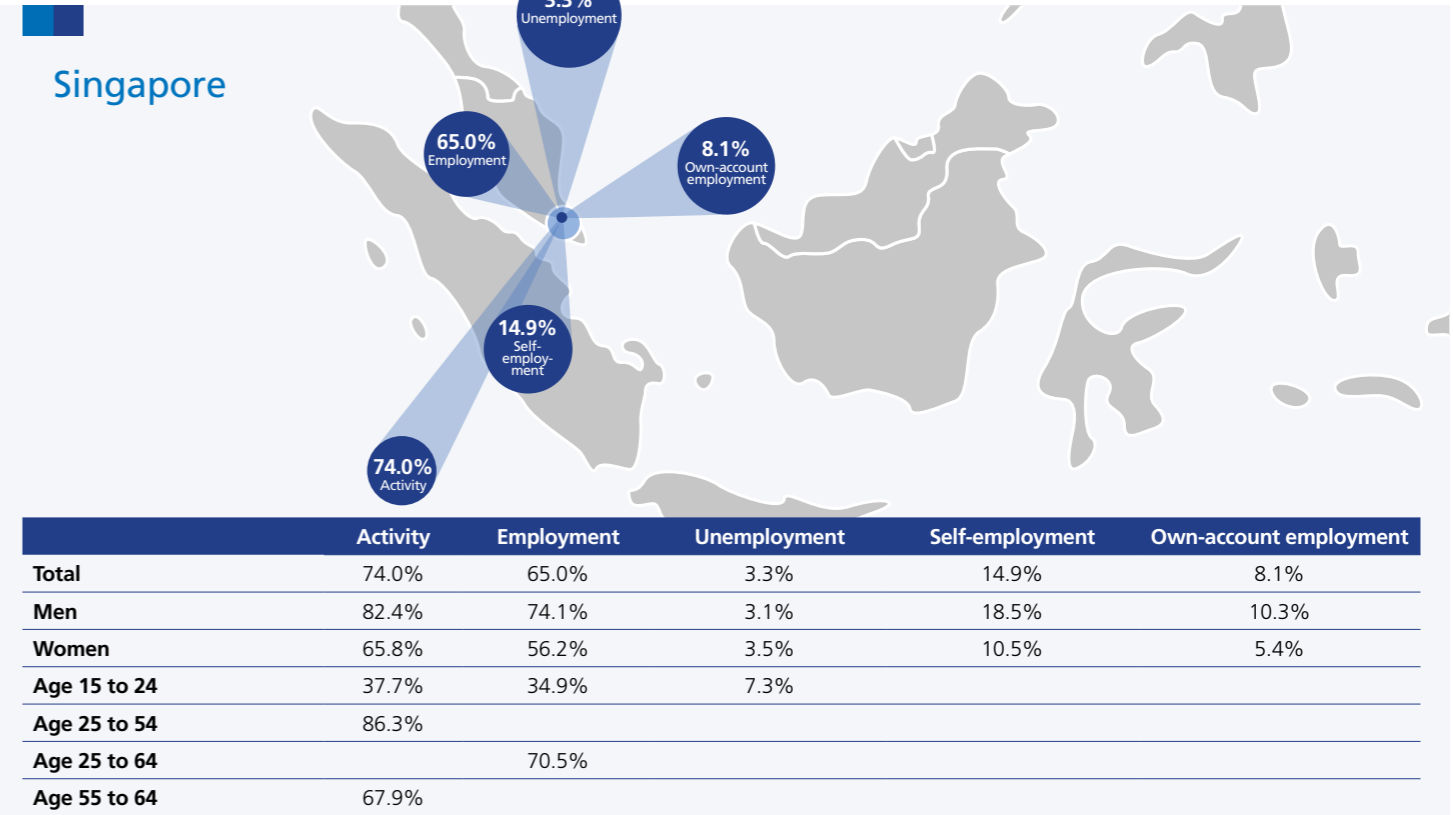 3.3%
Unemployment
Singapore
65.0%
Employment
8.1%
Own-account
employment
14.9%
Self-
employ-
ment
74.0%
Activity
Activity Employment Unemployment Self-employment Own-account employment
Total 74.0% 65.0% 3.3% 14.9% 8.1%
Men 82.4% 74.1% 3.1% 18.5% 10.3%
Women 65.8% 56.2% 3.5% 10.5% 5.4%
Age 15 to 24 37.7% 34.9% 7.3%
Age 25 to 54 86.3%
Age 25 to 64 70.5%
Age 55 to 64 67.9%